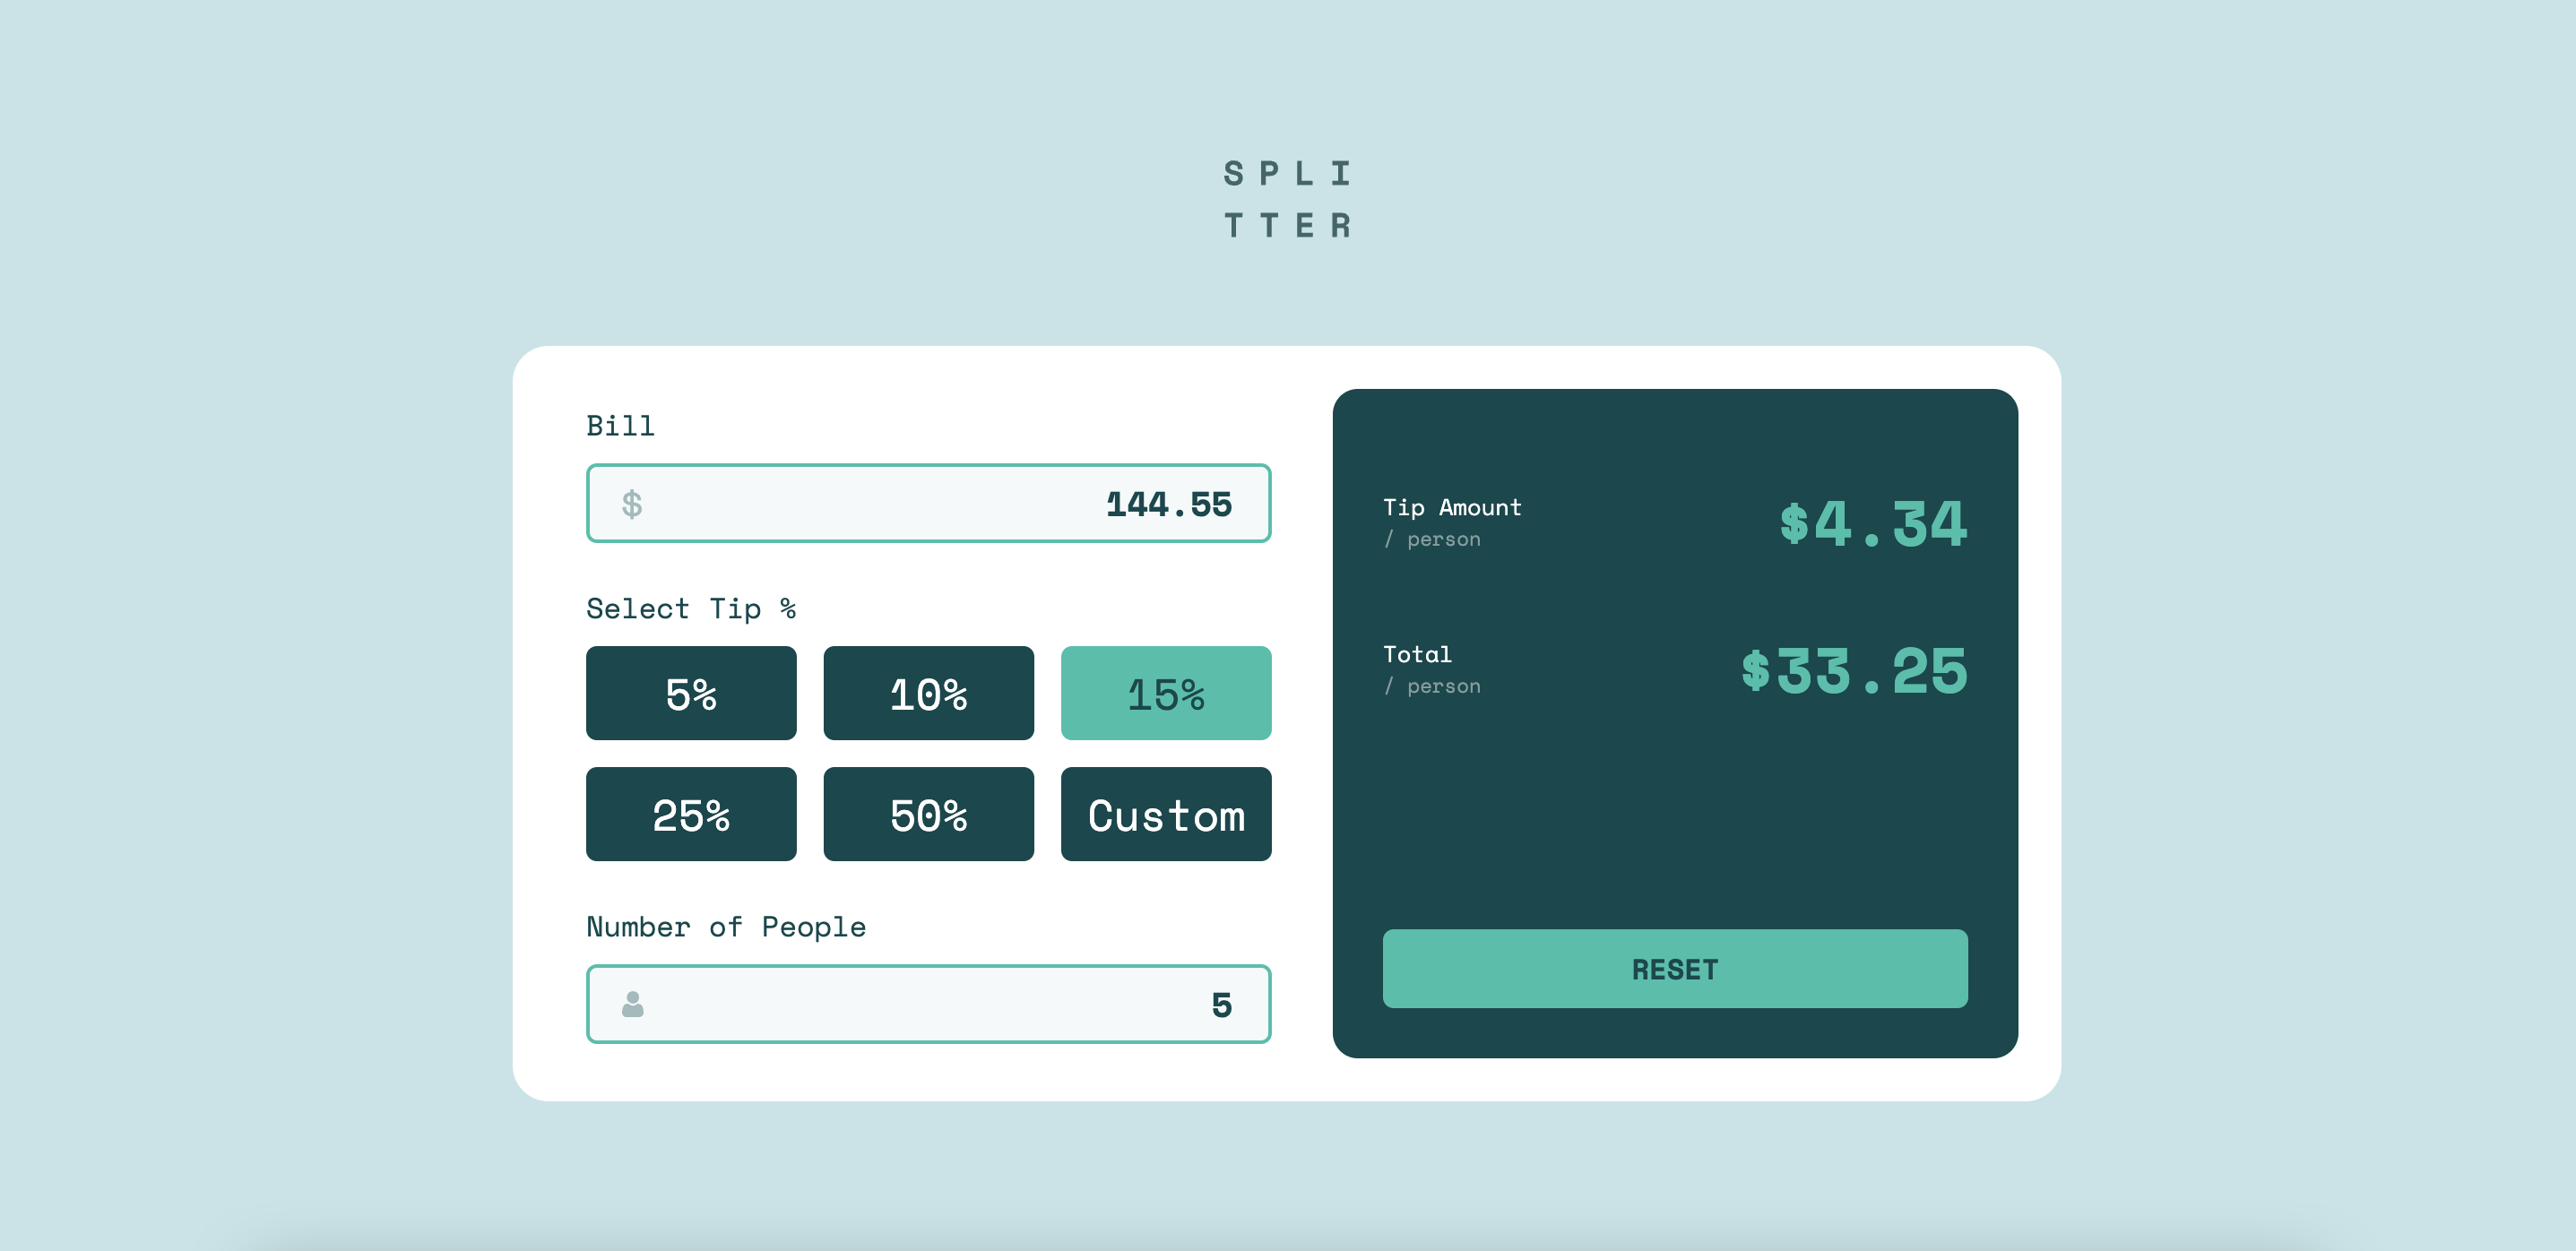 SPLI
TTER
Bill
$ 144.55
Select Tip %
5% 10% 15%
25% 50% Custom
Number of People
5
Tip Amount
/ person
$4.34
Total
/ person
$33.25
RESET